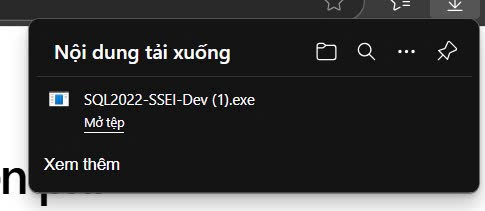 Nội dung tải xuống
SQL2022-SSEI-Dev (1).exe
Mở tệp
Xem thêm